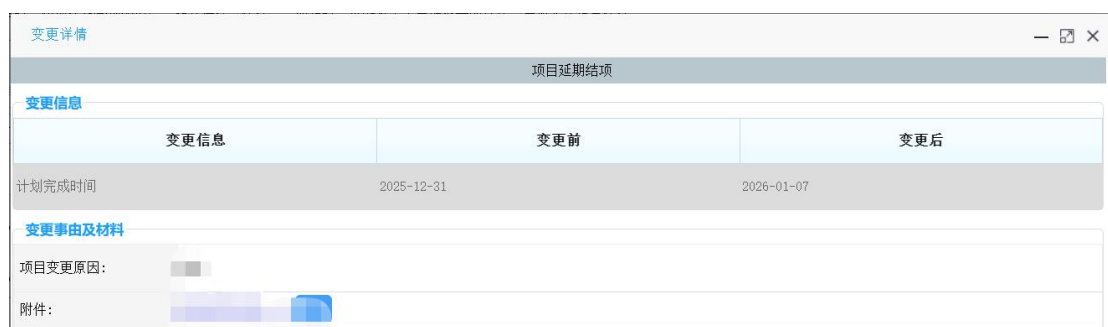 变更详情
项目延期结项
变更信息
变更信息 变更前 变更后
计划完成时间 2025-12-31 2026-01-07
变更事由及材料
项目变更原因:
附件: